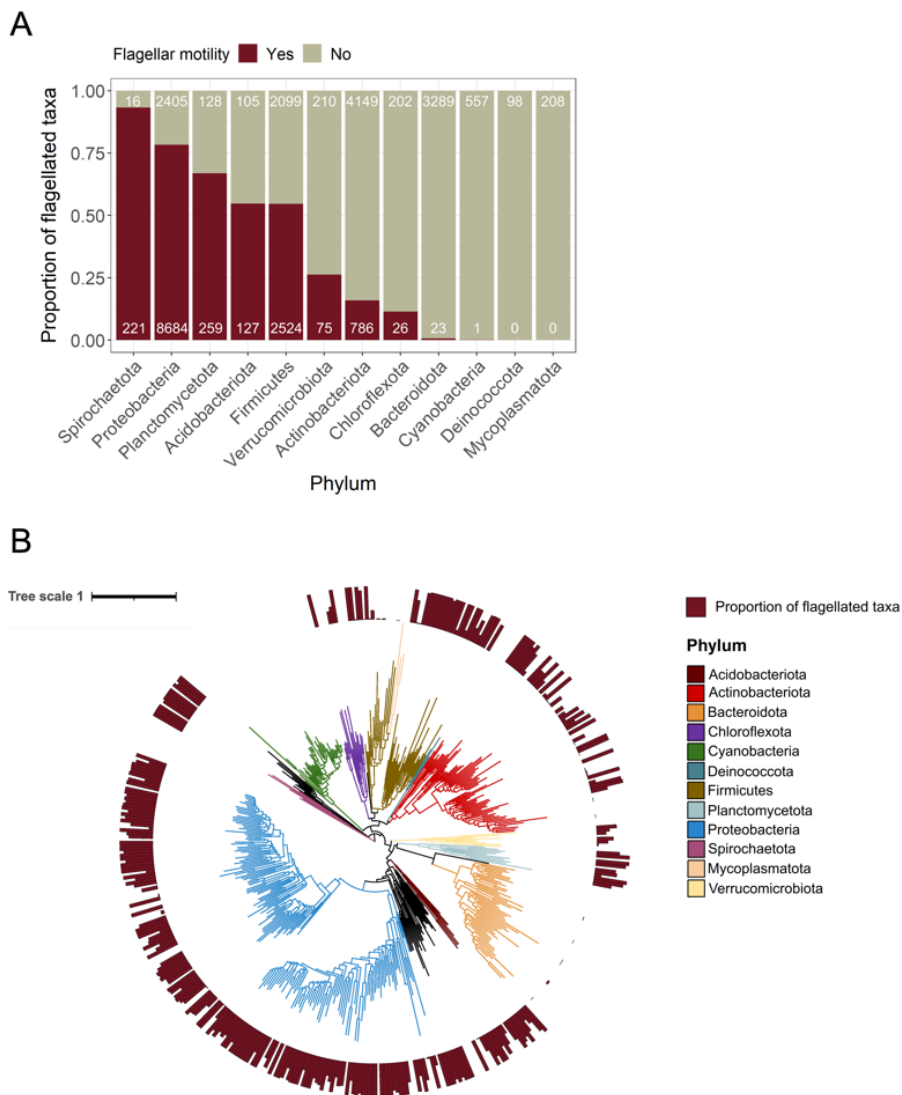 A
Flagellar motility Yes No
Proportion of flagellated taxa
1.00
0.75
0.50
0.25
0.00
16 2405 128 105 2099 210 4149 202 3289 557 98 208
221 8684 259 127 2524 75 786 26 23 1 0 0
Spirochaetota
Proteobacteria
Planctomycetota
Acidobacteriota
Firmicutes
Verrucomicrobiota
Actinobacteriota
Chloroflexota
Bacteroidota
Cyanobacteria
Deinococcota
Mycoplasmatota
Phylum
B
Tree scale 1
Proportion of flagellated taxa
Phylum
Acidobacteriota
Actinobacteriota
Bacteroidota
Chloroflexota
Cyanobacteria
Deinococcota
Firmicutes
Planctomycetota
Proteobacteria
Spirochaetota
Mycoplasmatota
Verrucomicrobiota